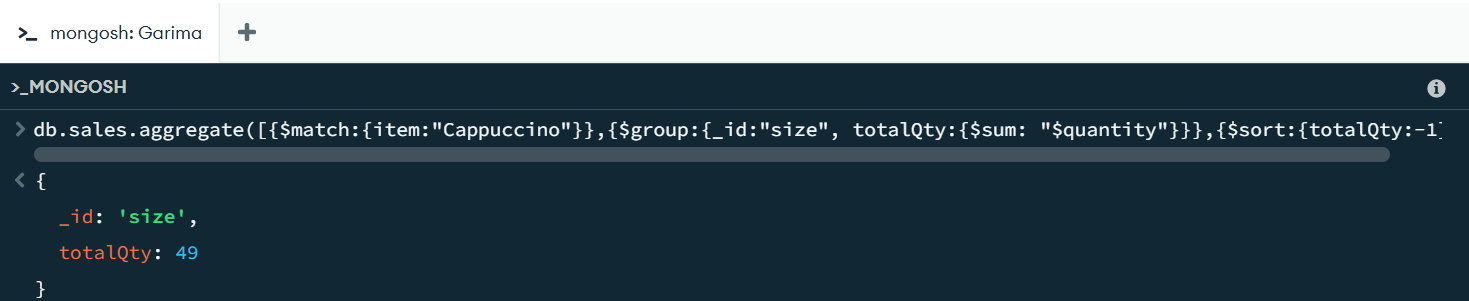 >_ mongosh: Garima +
>_MONGOSH
> db.sales.aggregate([{$match:{item:"Cappuccino"}},{$group:{_id:"size", totalQty:{$sum: "$quantity"}}},{$sort:{totalQty:-1
< {
_id: 'size',
totalQty: 49
}